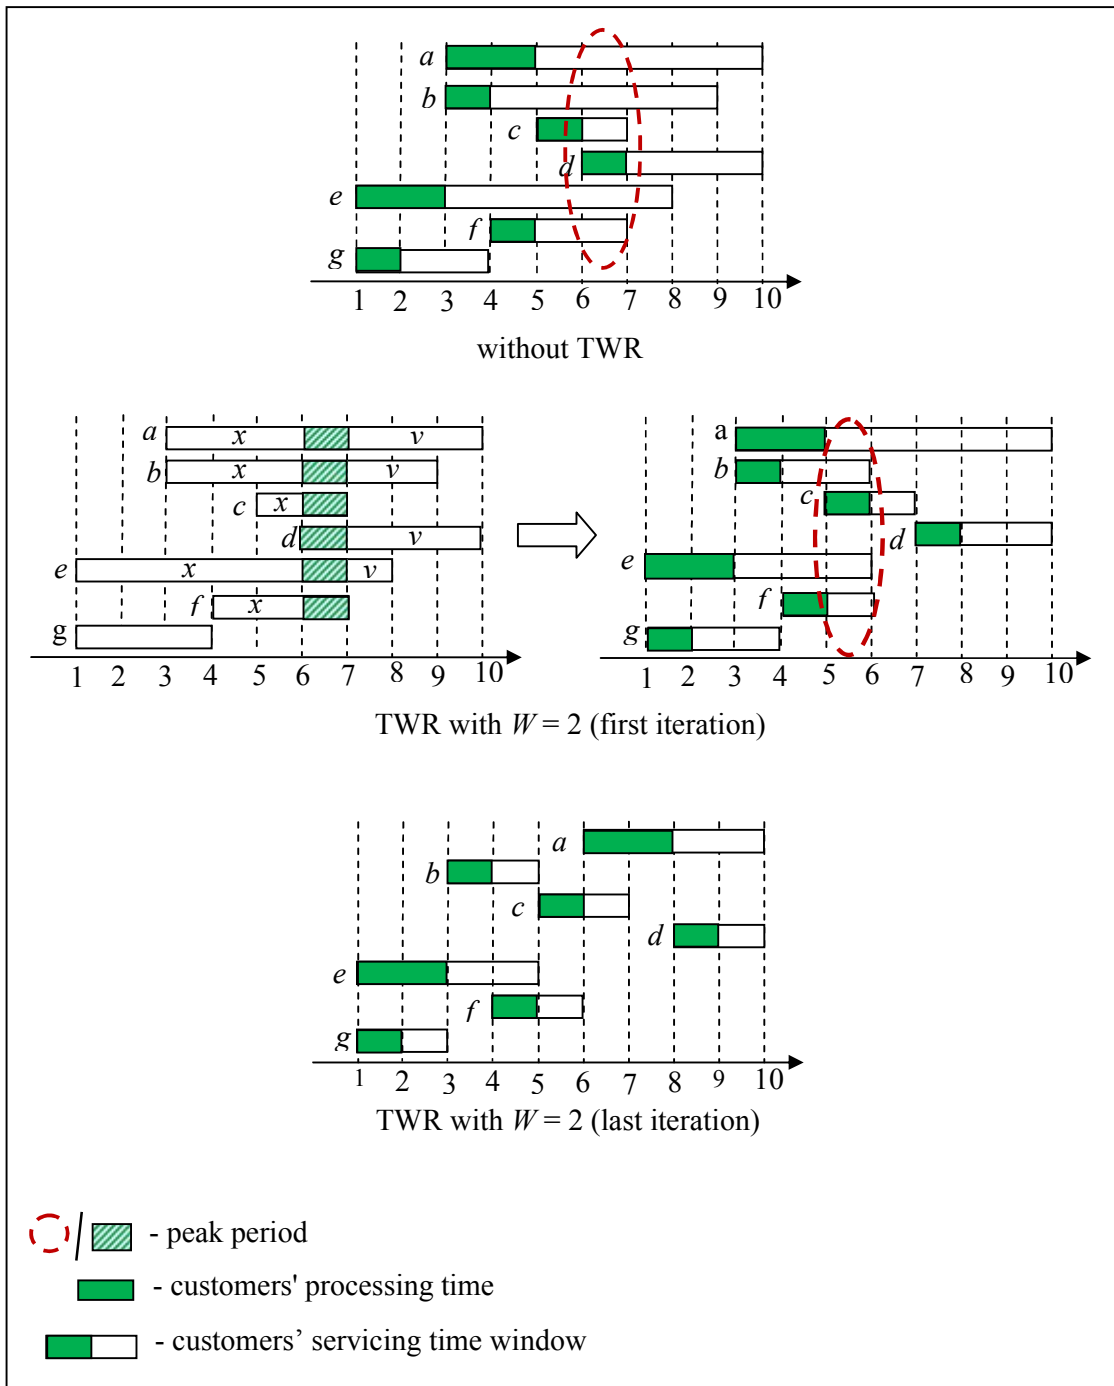 a
b
c
d
e
f
g
1 2 3 4 5 6 7 8 9 10
without TWR
a x v
b x v
c x
d v
e x v
f x
g
1 2 3 4 5 6 7 8 9 10
a
b
c
d
e
f
g
1 2 3 4 5 6 7 8 9 10
TWR with W = 2 (first iteration)
a
b
c
d
e
f
g
1 2 3 4 5 6 7 8 9 10
TWR with W = 2 (last iteration)
/ - peak period
- customers' processing time
- customers’ servicing time window